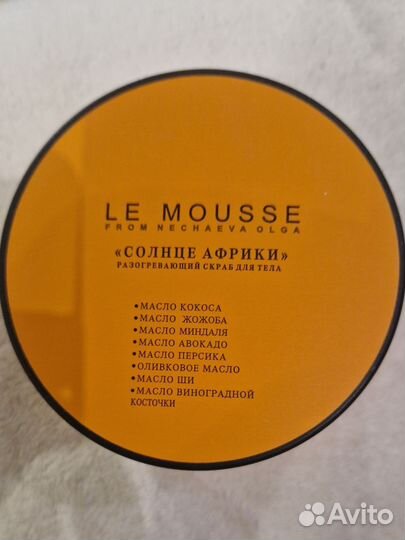 LE MOUSSE
FROM NECHAEVA OLGA
«СОЛНЦЕ АФРИКИ»
РАЗОГРЕВАЮЩИЙ СКРАБ ДЛЯ ТЕЛА
•МАСЛО КОКОСА
•МАСЛО ЖОЖОБА
•МАСЛО МИНДАЛЯ
•МАСЛО АВОКАДО
•МАСЛО ПЕРСИКА
•ОЛИВКОВОЕ МАСЛО
•МАСЛО ШИ
•МАСЛО ВИНОГРАДНОЙ
КОСТОЧКИ
Avito